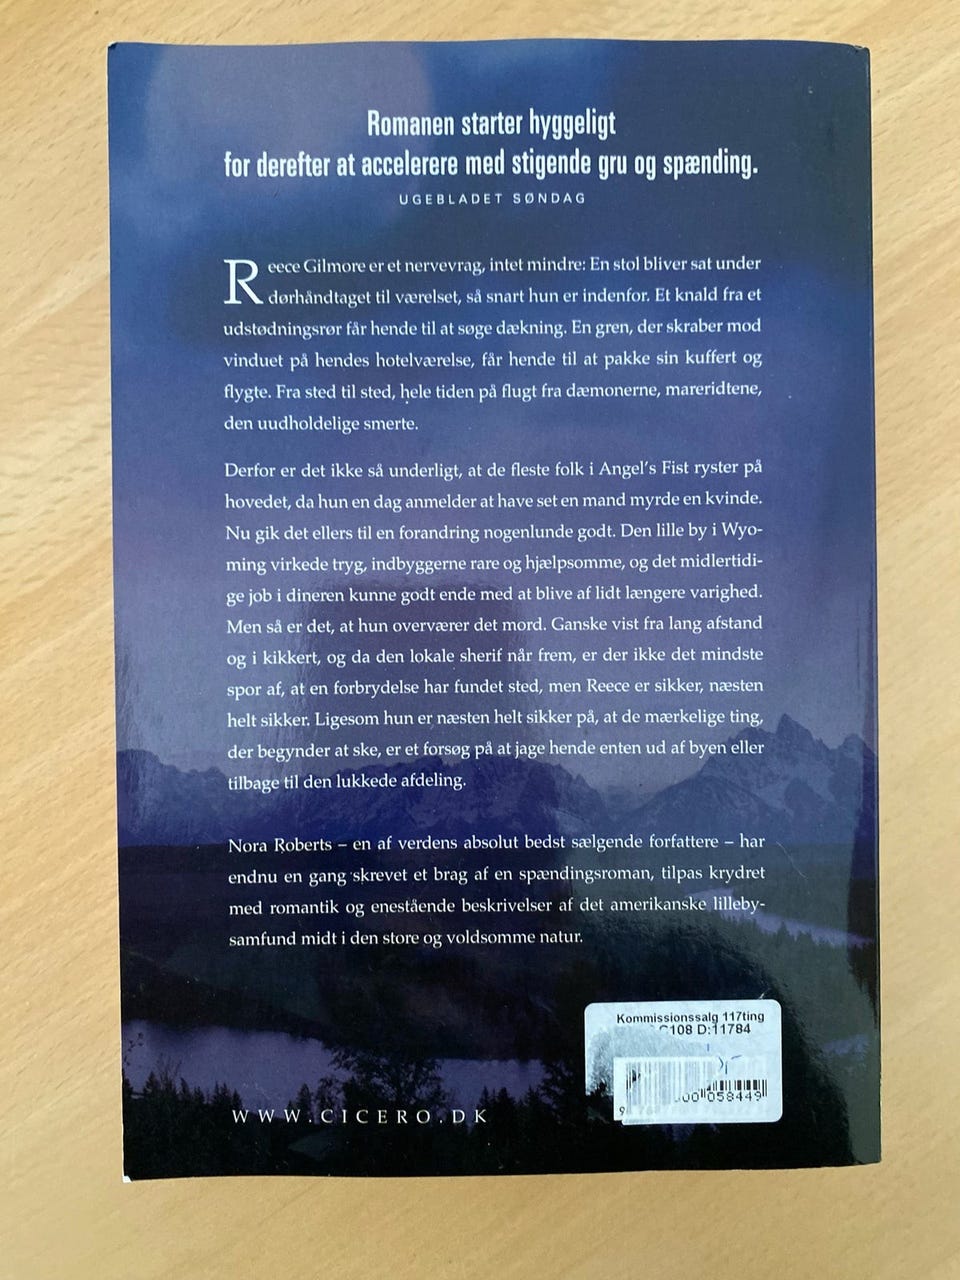 Romanen starter hyggeligt
for derefter at accelerere med stigende gru og spænding.
UGEBLADET SØNDAG
Reece Gilmore er et nervevrag, intet mindre: En stol bliver sat under
dørhåndtaget til værelset, så snart hun er indenfor. Et knald fra et
udstødningsrør får hende til at søge dækning. En gren, der skraber mod
vinduet på hendes hotelværelse, får hende til at pakke sin kuffert og
flygte. Fra sted til sted, hele tiden på flugt fra dæmonerne, mareridtene,
den uudholdelige smerte.
Derfor er det ikke så underligt, at de fleste folk i Angel's Fist ryster på
hovedet, da hun en dag anmelder at have set en mand myrde en kvinde.
Nu gik det ellers til en forandring nogenlunde godt. Den lille by i Wyo-
ming virkede tryg, indbyggerne rare og hjælpsomme, og det midlertidi-
ge job i dineren kunne godt ende med at blive af lidt længere varighed.
Men så er det, at hun overværer det mord. Ganske vist fra lang afstand
og i kikkert, og da den lokale sherif når frem, er der ikke det mindste
spor af, at en forbrydelse har fundet sted, men Reece er sikker, næsten
helt sikker. Ligesom hun er næsten helt sikker på, at de mærkelige ting,
der begynder at ske, er et forsøg på at jage hende enten ud af byen eller
tilbage til den lukkede afdeling.
Nora Roberts – en af verdens absolut bedst sælgende forfattere – har
endnu en gang skrevet et brag af en spændingsroman, tilpas krydret
med romantik og enestående beskrivelser af det amerikanske lilleby-
samfund midt i den store og voldsomme natur.
Kommissionssalg 117ting
D:11784
WWW.CICERO.DK